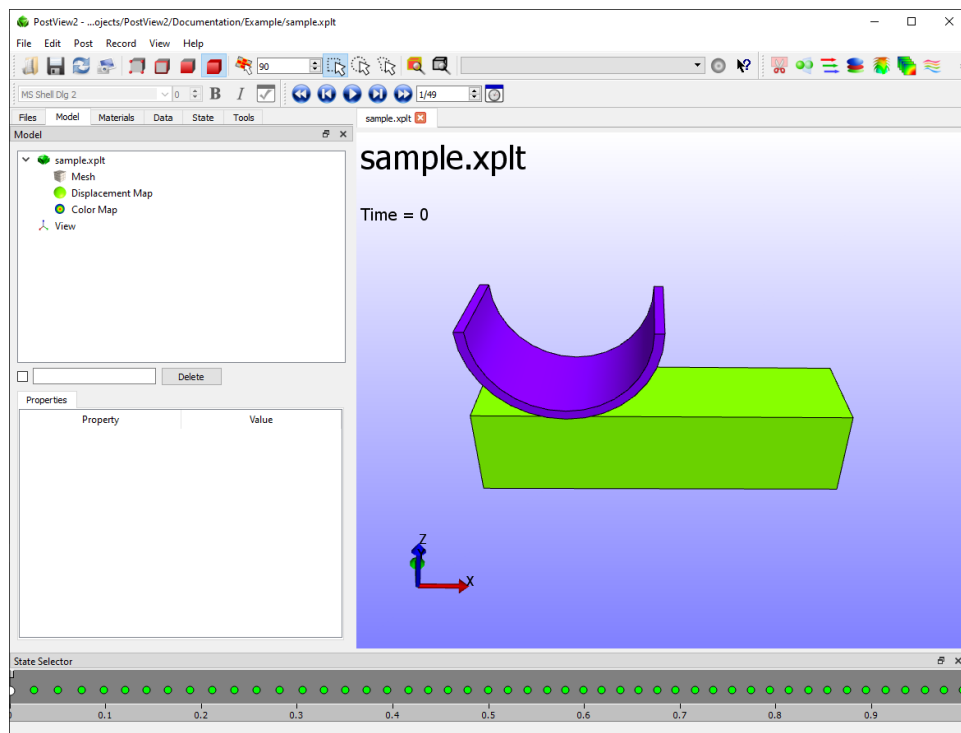 PostView2 - ...ojects/PostView2/Documentation/Example/sample.xplt
File Edit Post Record View Help
90
MS Shell Dlg 2 0 B I 1/49
Files Model Materials Data State Tools
sample.xplt
Model
sample.xplt
Mesh
Displacement Map
Color Map
View
Delete
Properties
Property Value
sample.xplt
Time = 0
Z
X
State Selector
0.1 0.2 0.3 0.4 0.5 0.6 0.7 0.8 0.9